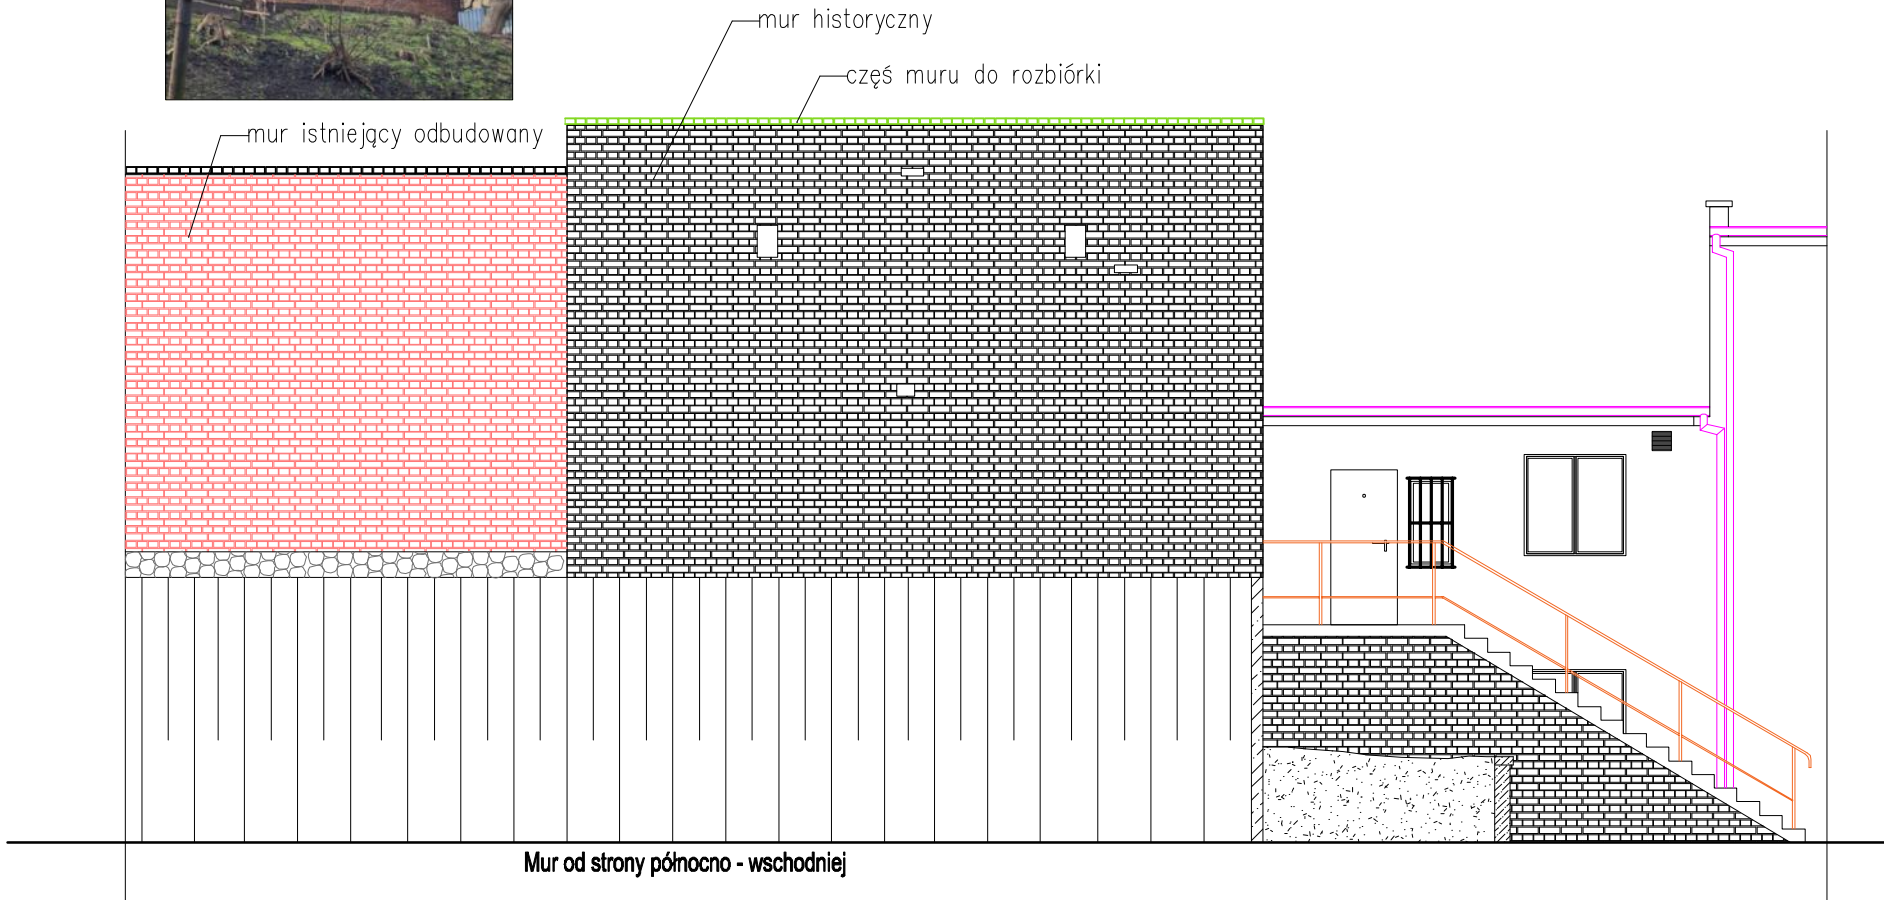 mur historyczny
częś muru do rozbiórki
mur istniejący odbudowany
Mur od strony północno - wschodniej